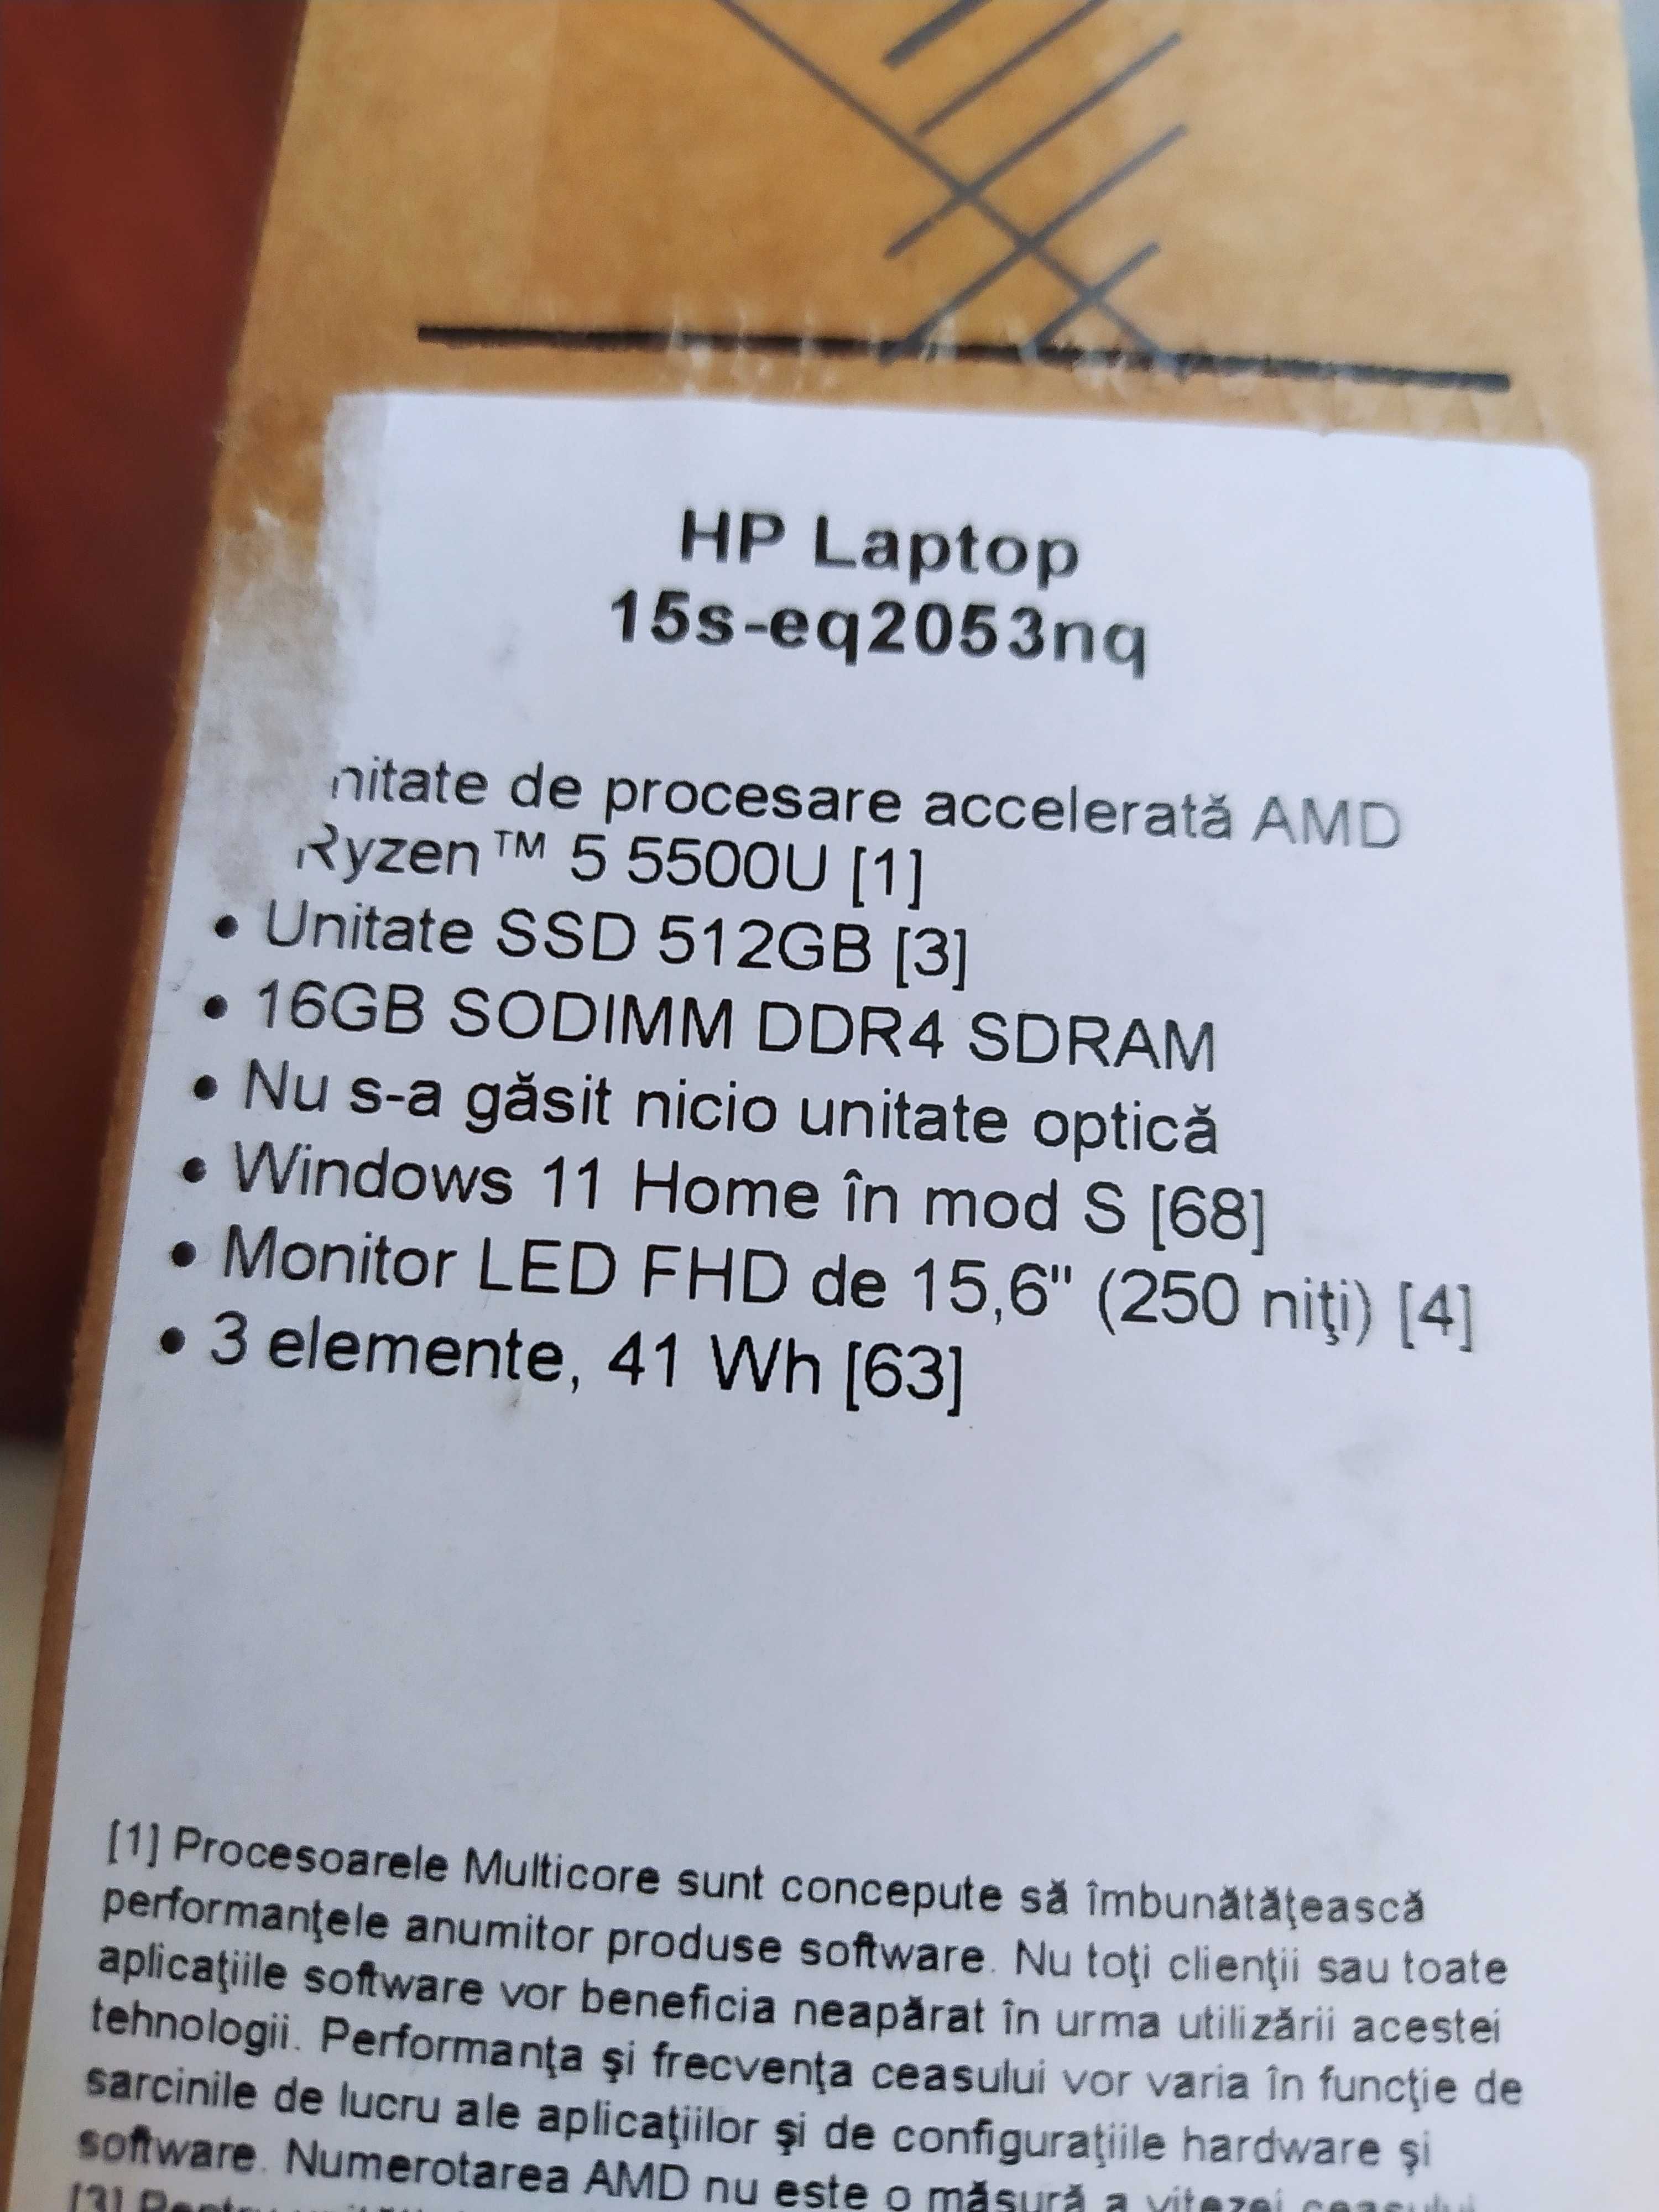 HP Laptop
15s-eq2053nq
nitate de procesare accelerată AMD
Ryzen™ 5 5500U [1]
• Unitate SSD 512GB [3]
• 16GB SODIMM DDR4 SDRAM
• Nu s-a găsit nicio unitate optică
• Windows 11 Home în mod S [68]
• Monitor LED FHD de 15,6" (250 niţi) [4]
• 3 elemente, 41 Wh [63]
[1] Procesoarele Multicore sunt concepute să îmbunătăţească
performanţele anumitor produse software. Nu toţi clienţii sau toate
aplicaţiile software vor beneficia neapărat în urma utilizării acestei
tehnologii. Performanţa şi frecvenţa ceasului vor varia în funcţie de
sarcinile de lucru ale aplicaţiilor şi de configuraţiile hardware şi
software. Numerotarea AMD nu este o măsură a vitezei ceasului
[3] Pentru